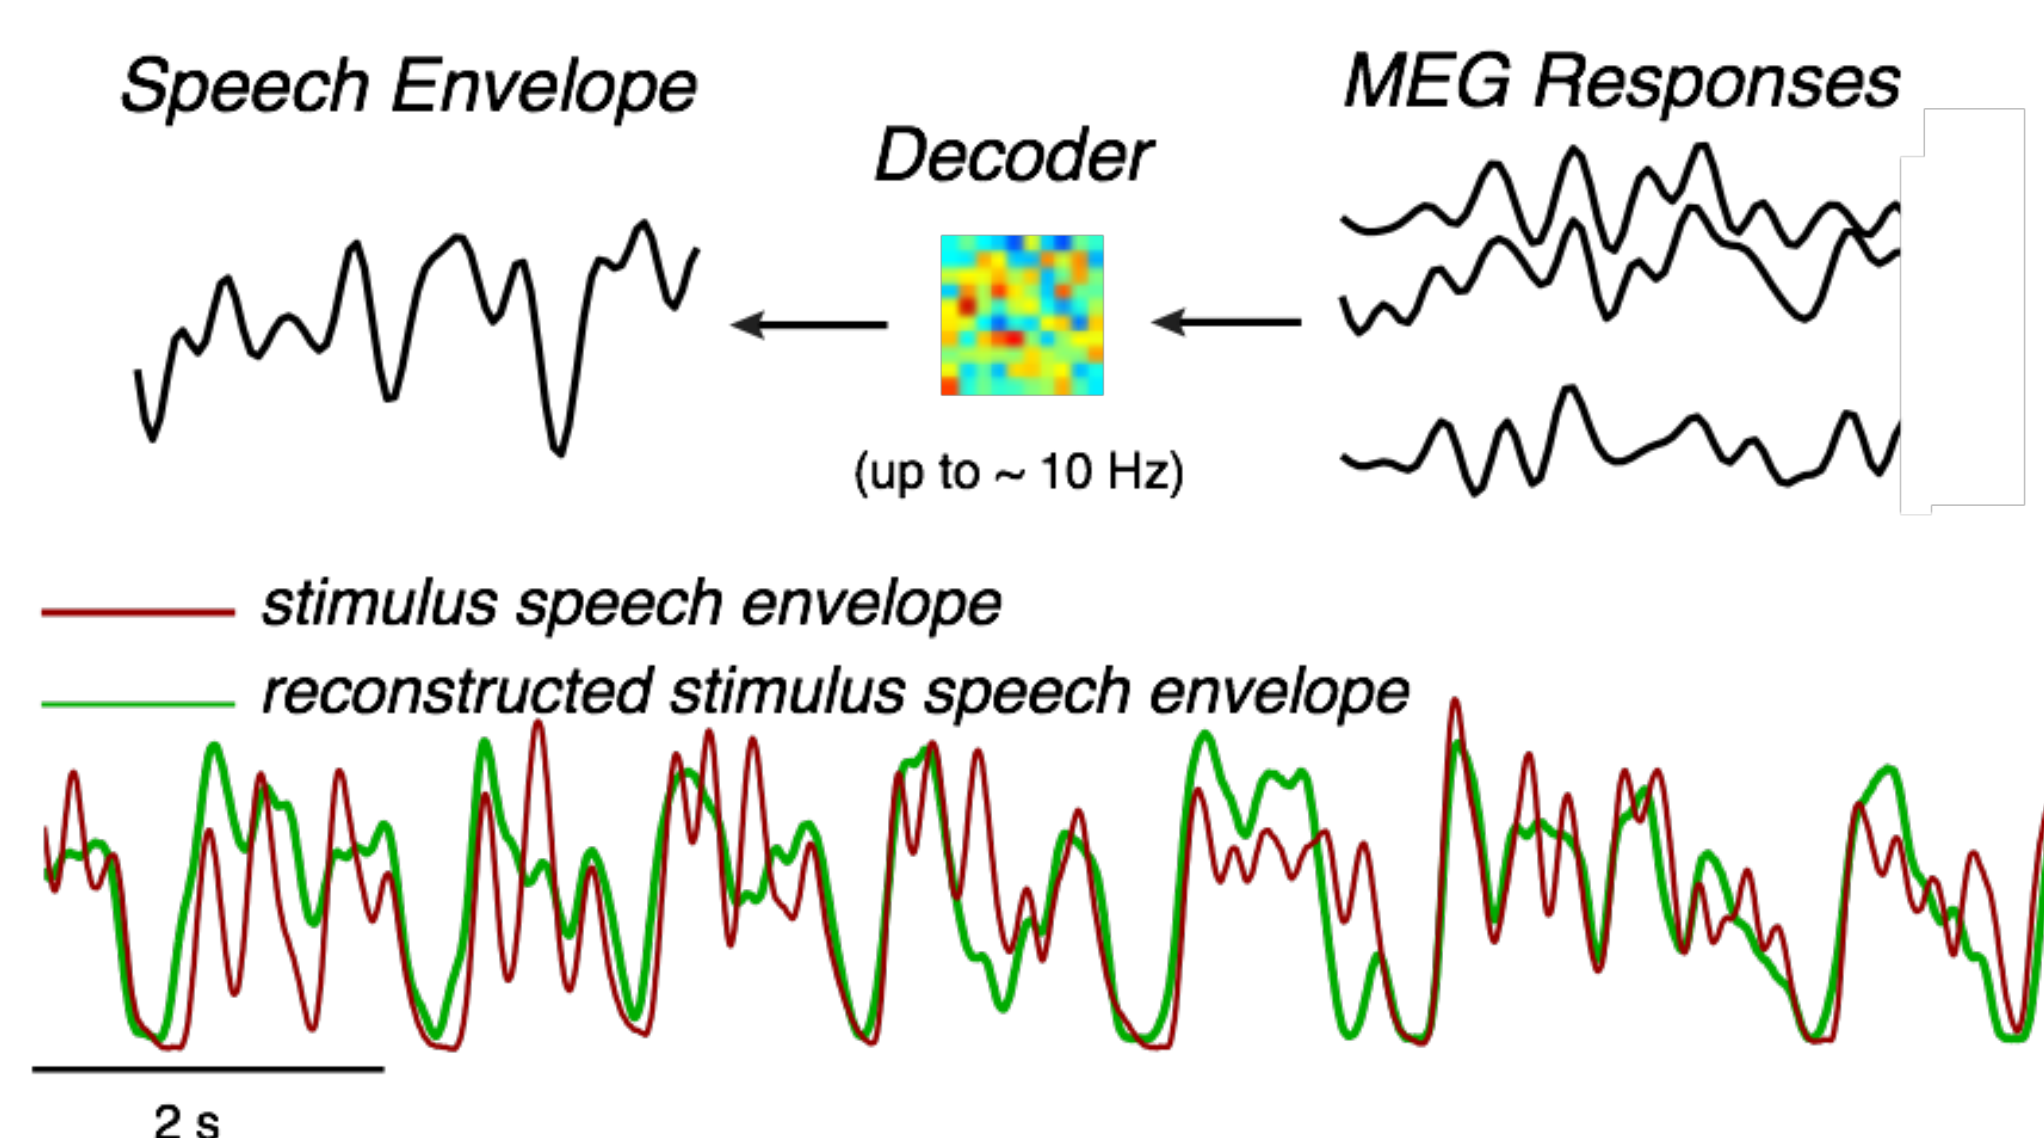 Speech Envelope
MEG Responses
Decoder
(up to ~ 10 Hz)
stimulus speech envelope
reconstructed stimulus speech envelope
2 s